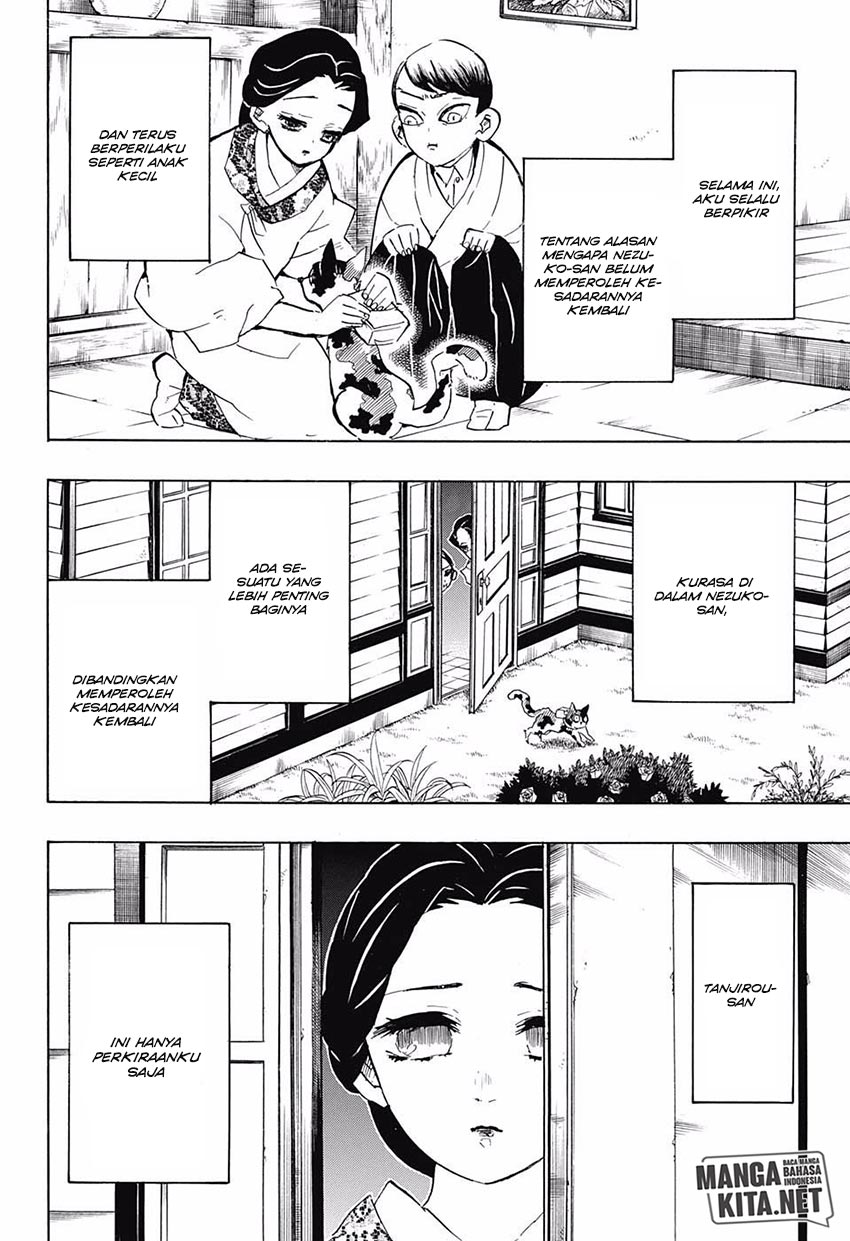 SELAMA INI,
AKU SELALU
BERPIKIR
TENTANG ALASAN
MENGAPA NEZU-
KO-SAN BELUM
MEMPEROLEH KE-
SADARANNYA
KEMBALI
DAN TERUS
BERPERILAKU
SEPERTI ANAK
KECIL
KURASA DI
DALAM NEZUKO-
SAN,
ADA SE-
SUATU YANG
LEBIH PENTING
BAGINYA
DIBANDINGKAN
MEMPEROLEH
KESADARANNYA
KEMBALI
TANJIROU-
SAN
INI HANYA
PERKIRAANKU
SAJA
MANGA
BACA MANGA
BAHASA
INDONESIA
KITA.NET